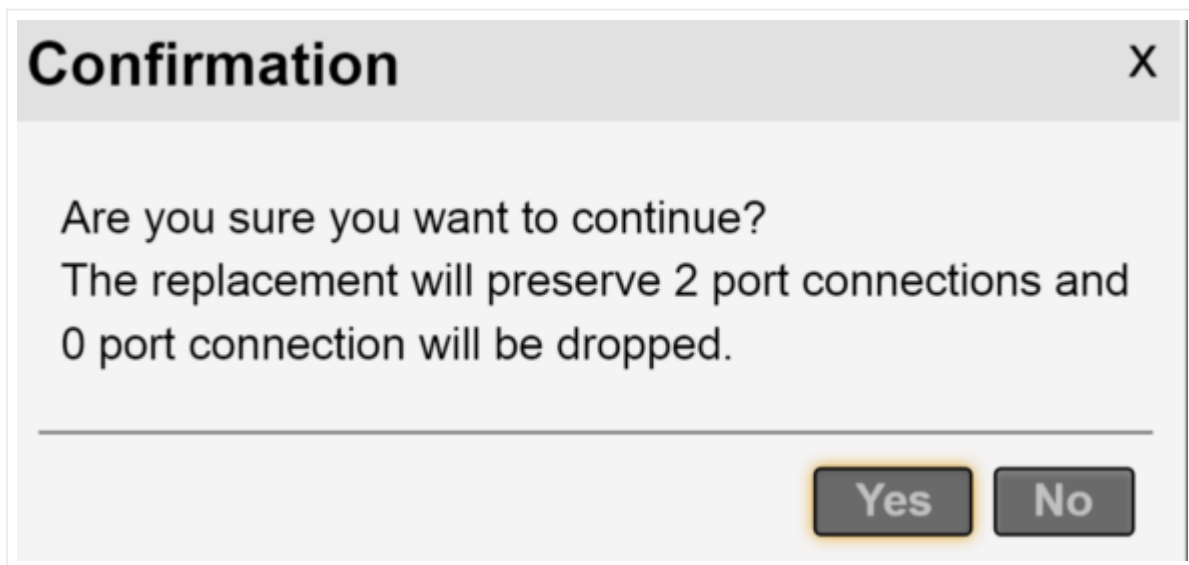 Confirmation X
Are you sure you want to continue?
The replacement will preserve 2 port connections and
0 port connection will be dropped.
Yes No